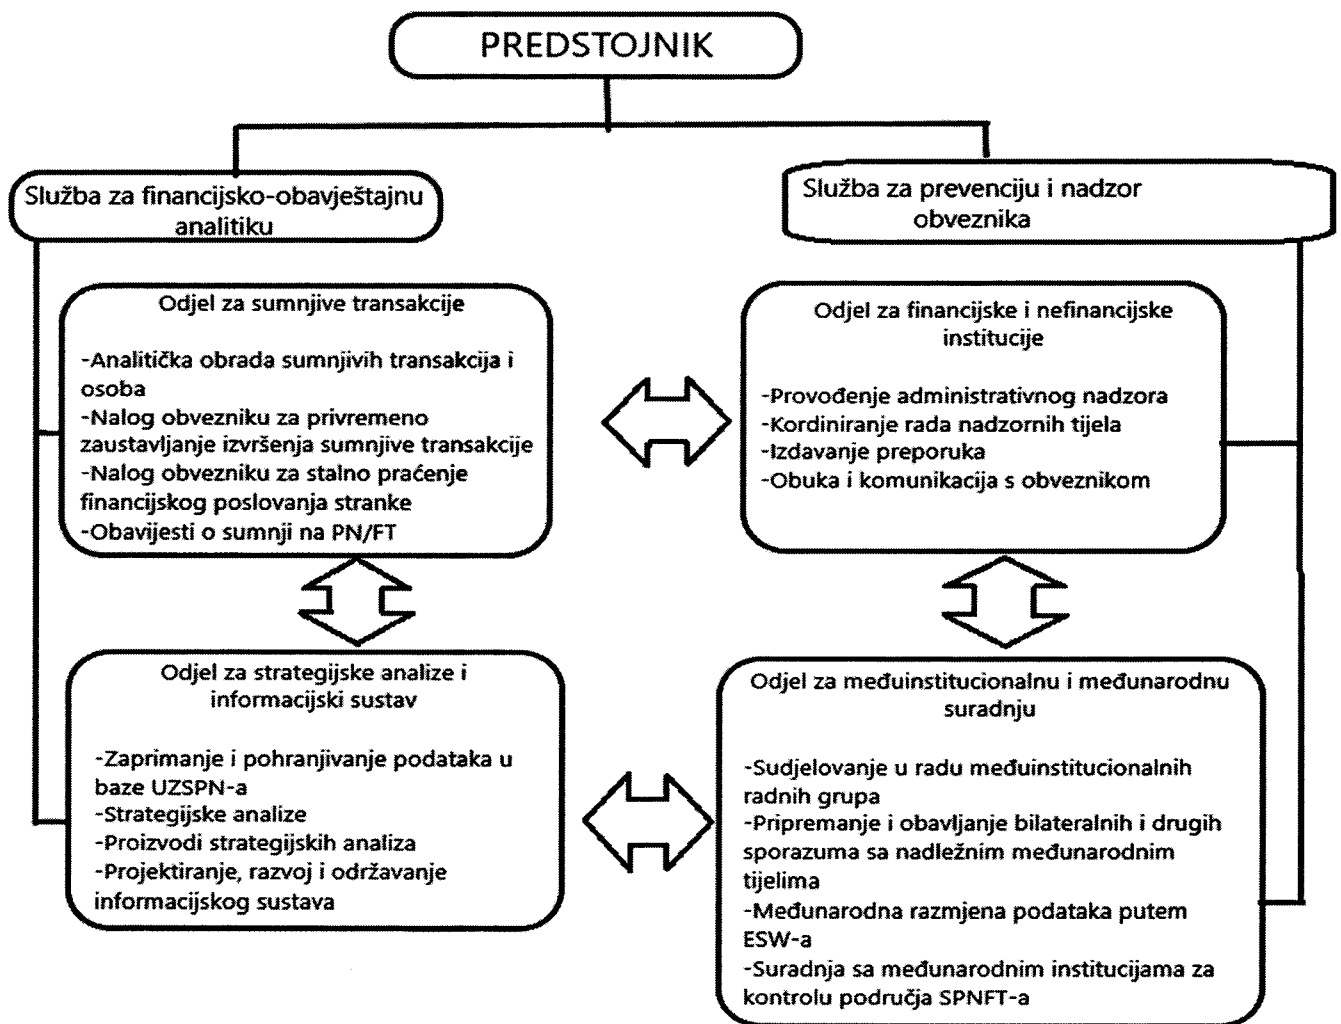 PREDSTOJNIK
Služba za financijsko-obavještajnu
analitiku
Služba za prevenciju i nadzor
obveznika
Odjel za sumnjive transakcije
-Analitička obrada sumnjivih transakcija i
osoba
-Nalog obvezniku za privremeno
zaustavljanje izvršenja sumnjive transakcije
-Nalog obvezniku za stalno praćenje
financijskog poslovanja stranke
-Obavijesti o sumnji na PN/FT
Odjel za financijske i nefinancijske
institucije
-Provođenje administrativnog nadzora
-Kordiniranje rada nadzornih tijela
-Izdavanje preporuka
-Obuka i komunikacija s obveznikom
Odjel za strategijske analize i
informacijski sustav
-Zaprimanje i pohranjivanje podataka u
baze UZSPN-a
-Strategijske analize
-Proizvodi strategijskih analiza
-Projektiranje, razvoj i održavanje
informacijskog sustava
Odjel za međuinstitucionalnu i međunarodnu
suradnju
-Sudjelovanje u radu međuinstitucionalnih
radnih grupa
-Pripremanje i obavljanje bilateralnih i drugih
sporazuma sa nadležnim međunarodnim
tijelima
-Međunarodna razmjena podataka putem
ESW-a
-Suradnja sa međunarodnim institucijama za
kontrolu područja SPNFT-a